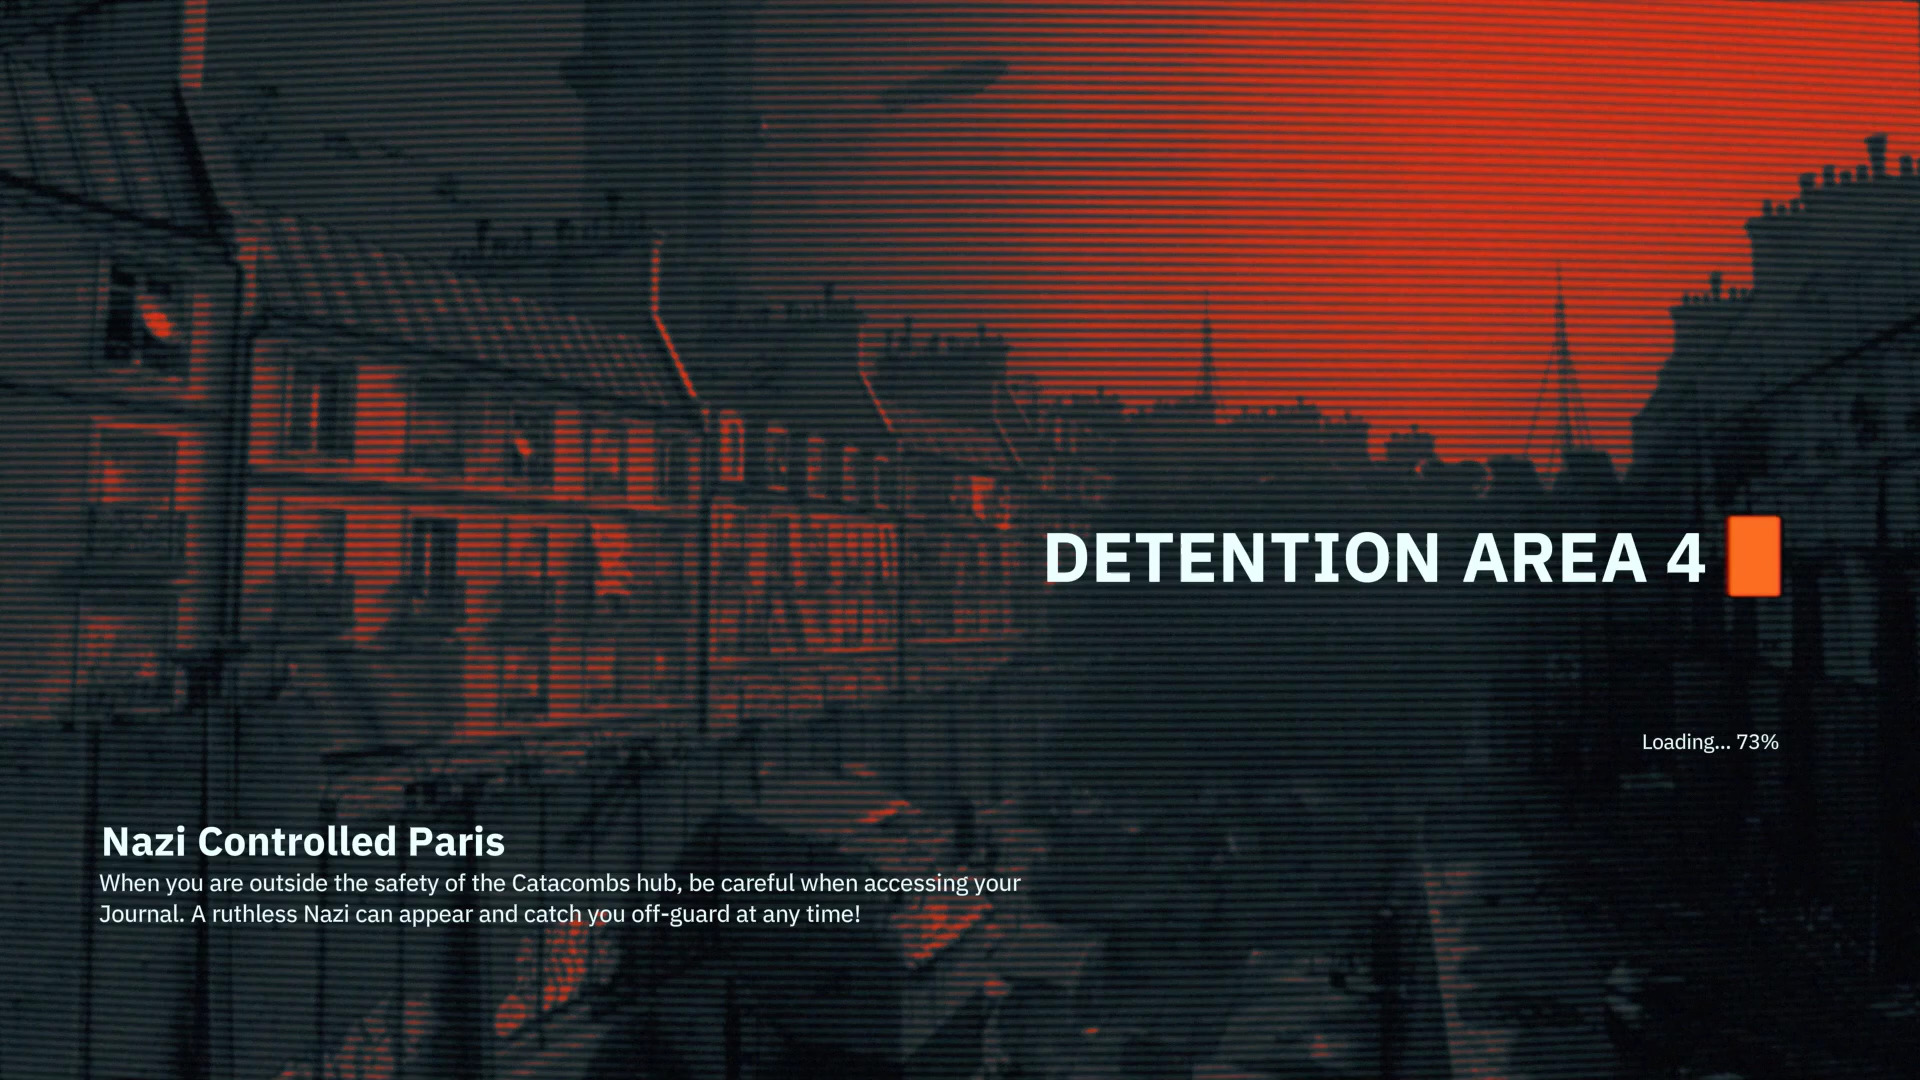 DETENTION AREA 4
Loading... 73%
Nazi Controlled Paris
When you are outside the safety of the Catacombs hub, be careful when accessing your
Journal. A ruthless Nazi can appear and catch you off-guard at any time!